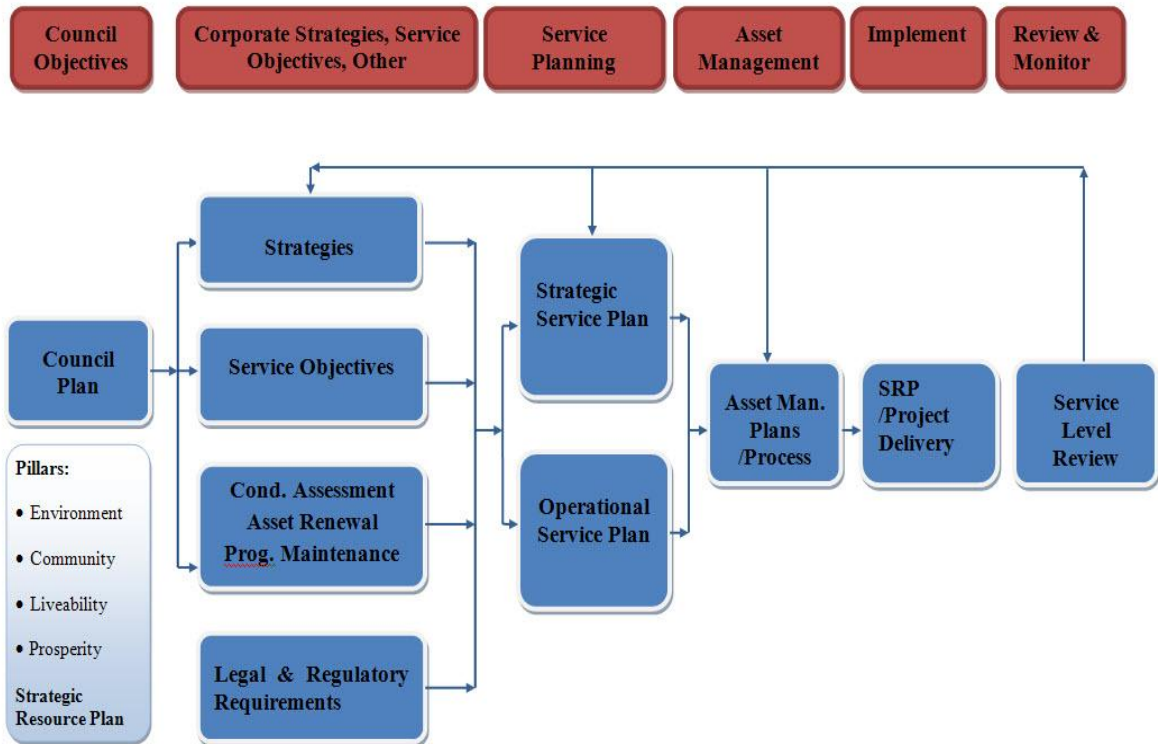 Council
Objectives
Corporate Strategies, Service
Objectives, Other
Service
Planning
Asset
Management
Implement
Review &
Monitor
Strategies
Service Objectives
Cond. Assessment
Asset Renewal
Prog. Maintenance
Legal & Regulatory
Requirements
Council
Plan
Pillars:
• Environment
• Community
• Liveability
• Prosperity
Strategic
Resource Plan
Strategic
Service Plan
Operational
Service Plan
Asset Man.
Plans
/Process
SRP
/Project
Delivery
Service
Level
Review